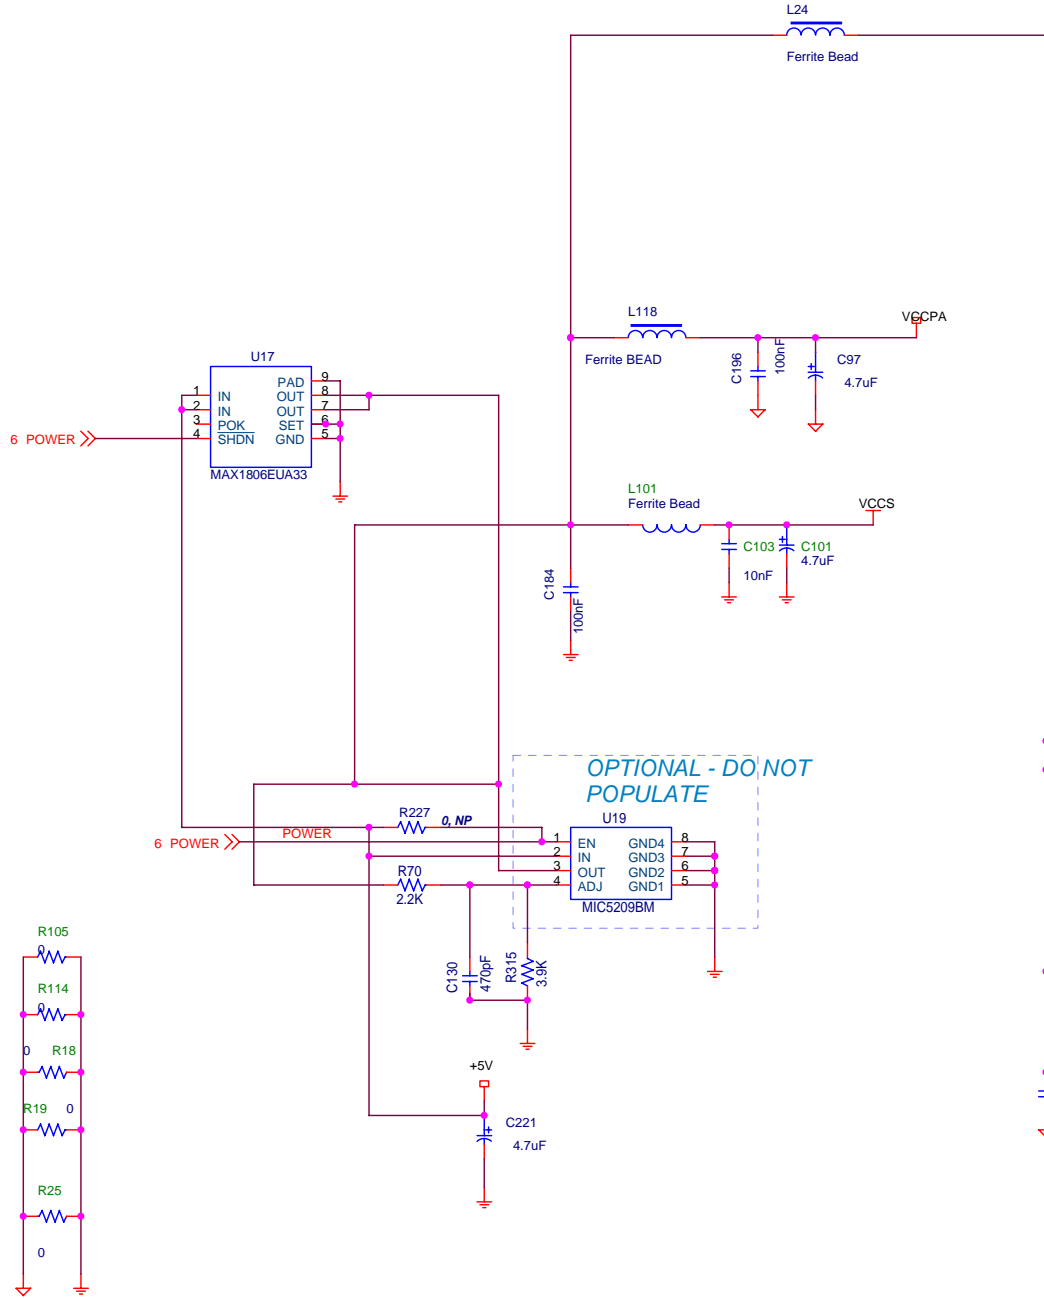 L24
Ferrite Bead
L118
Ferrite BEAD
C196
100nF
C97
4.7uF
VCCPA
U17
1 IN
2 IN
3 POK
4 SHDN
PAD 9
OUT 8
OUT 7
SET 6
GND 5
MAX1806EUA33
6 POWER
L101
Ferrite Bead
VCCS
C103
10nF
C101
4.7uF
C184
100nF
OPTIONAL - DO NOT
POPULATE
U19
1 EN
2 IN
3 OUT
4 ADJ
GND4 8
GND3 7
GND2 6
GND1 5
MIC5209BM
R227
0, NP
6 POWER
POWER
R70
2.2K
C130
470pF
R315
3.9K
+5V
C221
4.7uF
R105
0
R114
0
0 R18
R19 0
R25
0